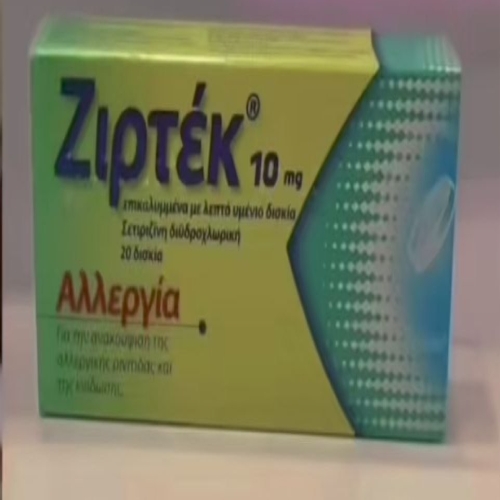 Ζιρτέκ® 10 mg
επικαλυμμένα με λεπτό υμένιο δισκία
Σετιριζίνη διϋδροχλωρική
20 δισκία
Αλλεργία
Για την ανακούφιση της
αλλεργικής ρινίτιδας και
της κνίδωσης.